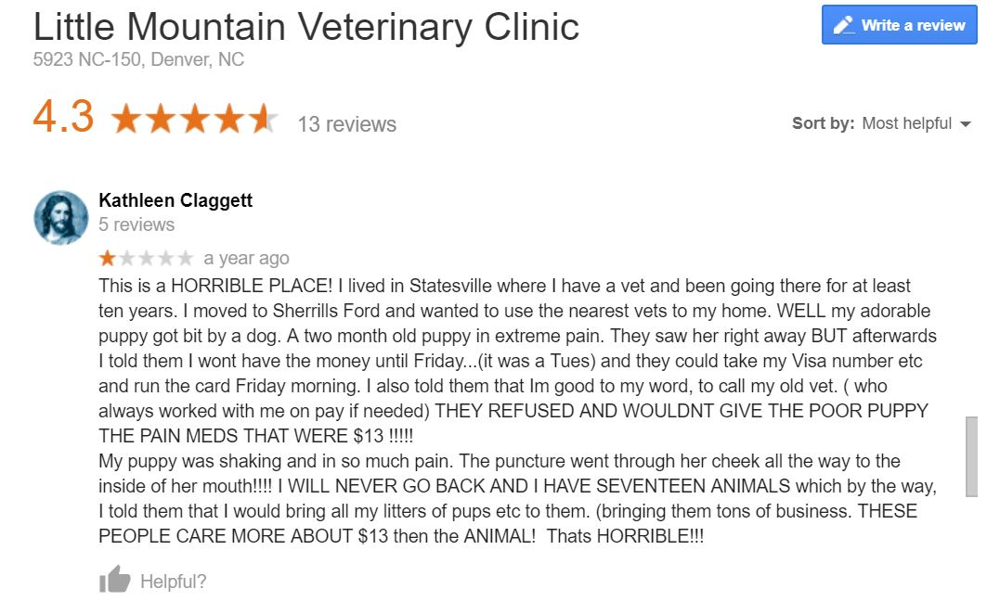 Little Mountain Veterinary Clinic
Write a review
5923 NC-150, Denver, NC
4.3
13 reviews
Sort by: Most helpful
Kathleen Claggett
5 reviews
a year ago
This is a HORRIBLE PLACE! I lived in Statesville where I have a vet and been going there for at least
ten years. I moved to Sherrills Ford and wanted to use the nearest vets to my home. WELL my adorable
puppy got bit by a dog. A two month old puppy in extreme pain. They saw her right away BUT afterwards
I told them I wont have the money until Friday...(it was a Tues) and they could take my Visa number etc
and run the card Friday morning. I also told them that Im good to my word, to call my old vet. ( who
always worked with me on pay if needed) THEY REFUSED AND WOULDNT GIVE THE POOR PUPPY
THE PAIN MEDS THAT WERE $13 !!!!!
My puppy was shaking and in so much pain. The puncture went through her cheek all the way to the
inside of her mouth!!!! I WILL NEVER GO BACK AND I HAVE SEVENTEEN ANIMALS which by the way,
I told them that I would bring all my litters of pups etc to them. (bringing them tons of business. THESE
PEOPLE CARE MORE ABOUT $13 then the ANIMAL!  Thats HORRIBLE!!!
Helpful?